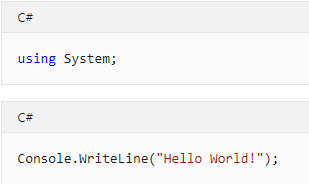 C#
using System;
C#
Console.WriteLine("Hello World!");